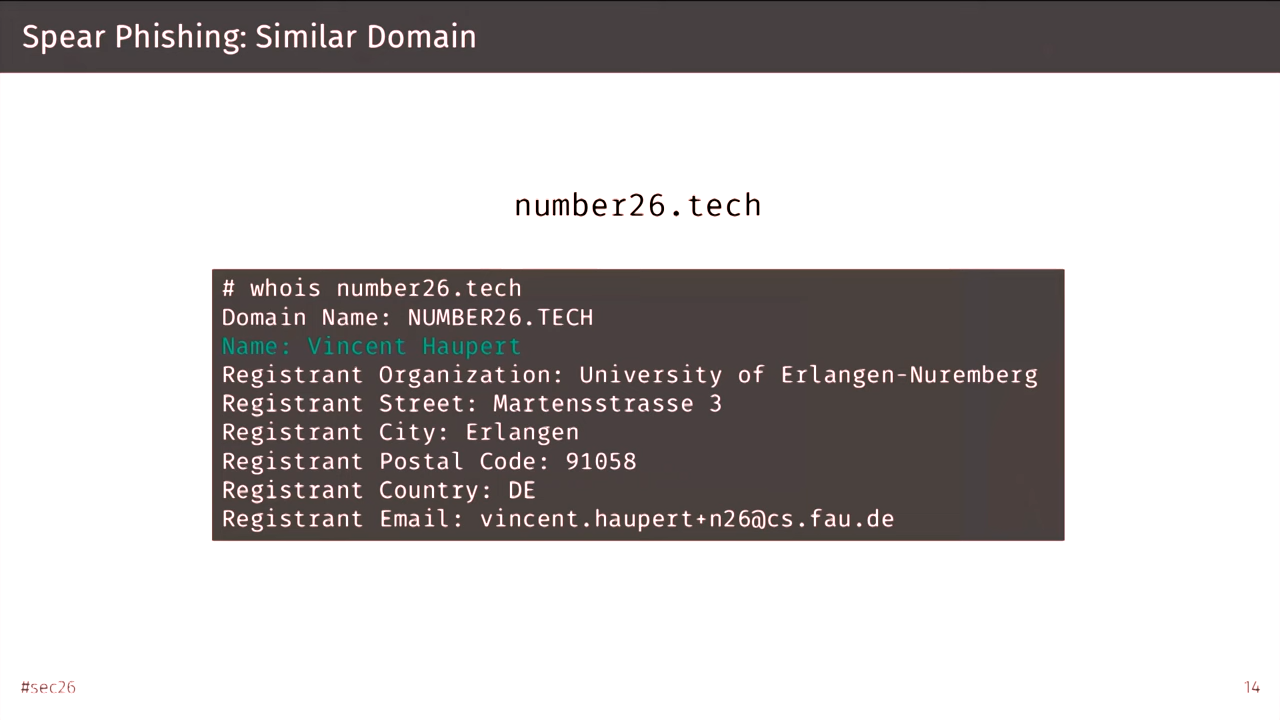 Spear Phishing: Similar Domain
number26.tech
# whois number26.tech
Domain Name: NUMBER26.TECH
Name: Vincent Haupert
Registrant Organization: University of Erlangen-Nuremberg
Registrant Street: Martensstrasse 3
Registrant City: Erlangen
Registrant Postal Code: 91058
Registrant Country: DE
Registrant Email: vincent.haupert+n26@cs.fau.de
#sec26
14